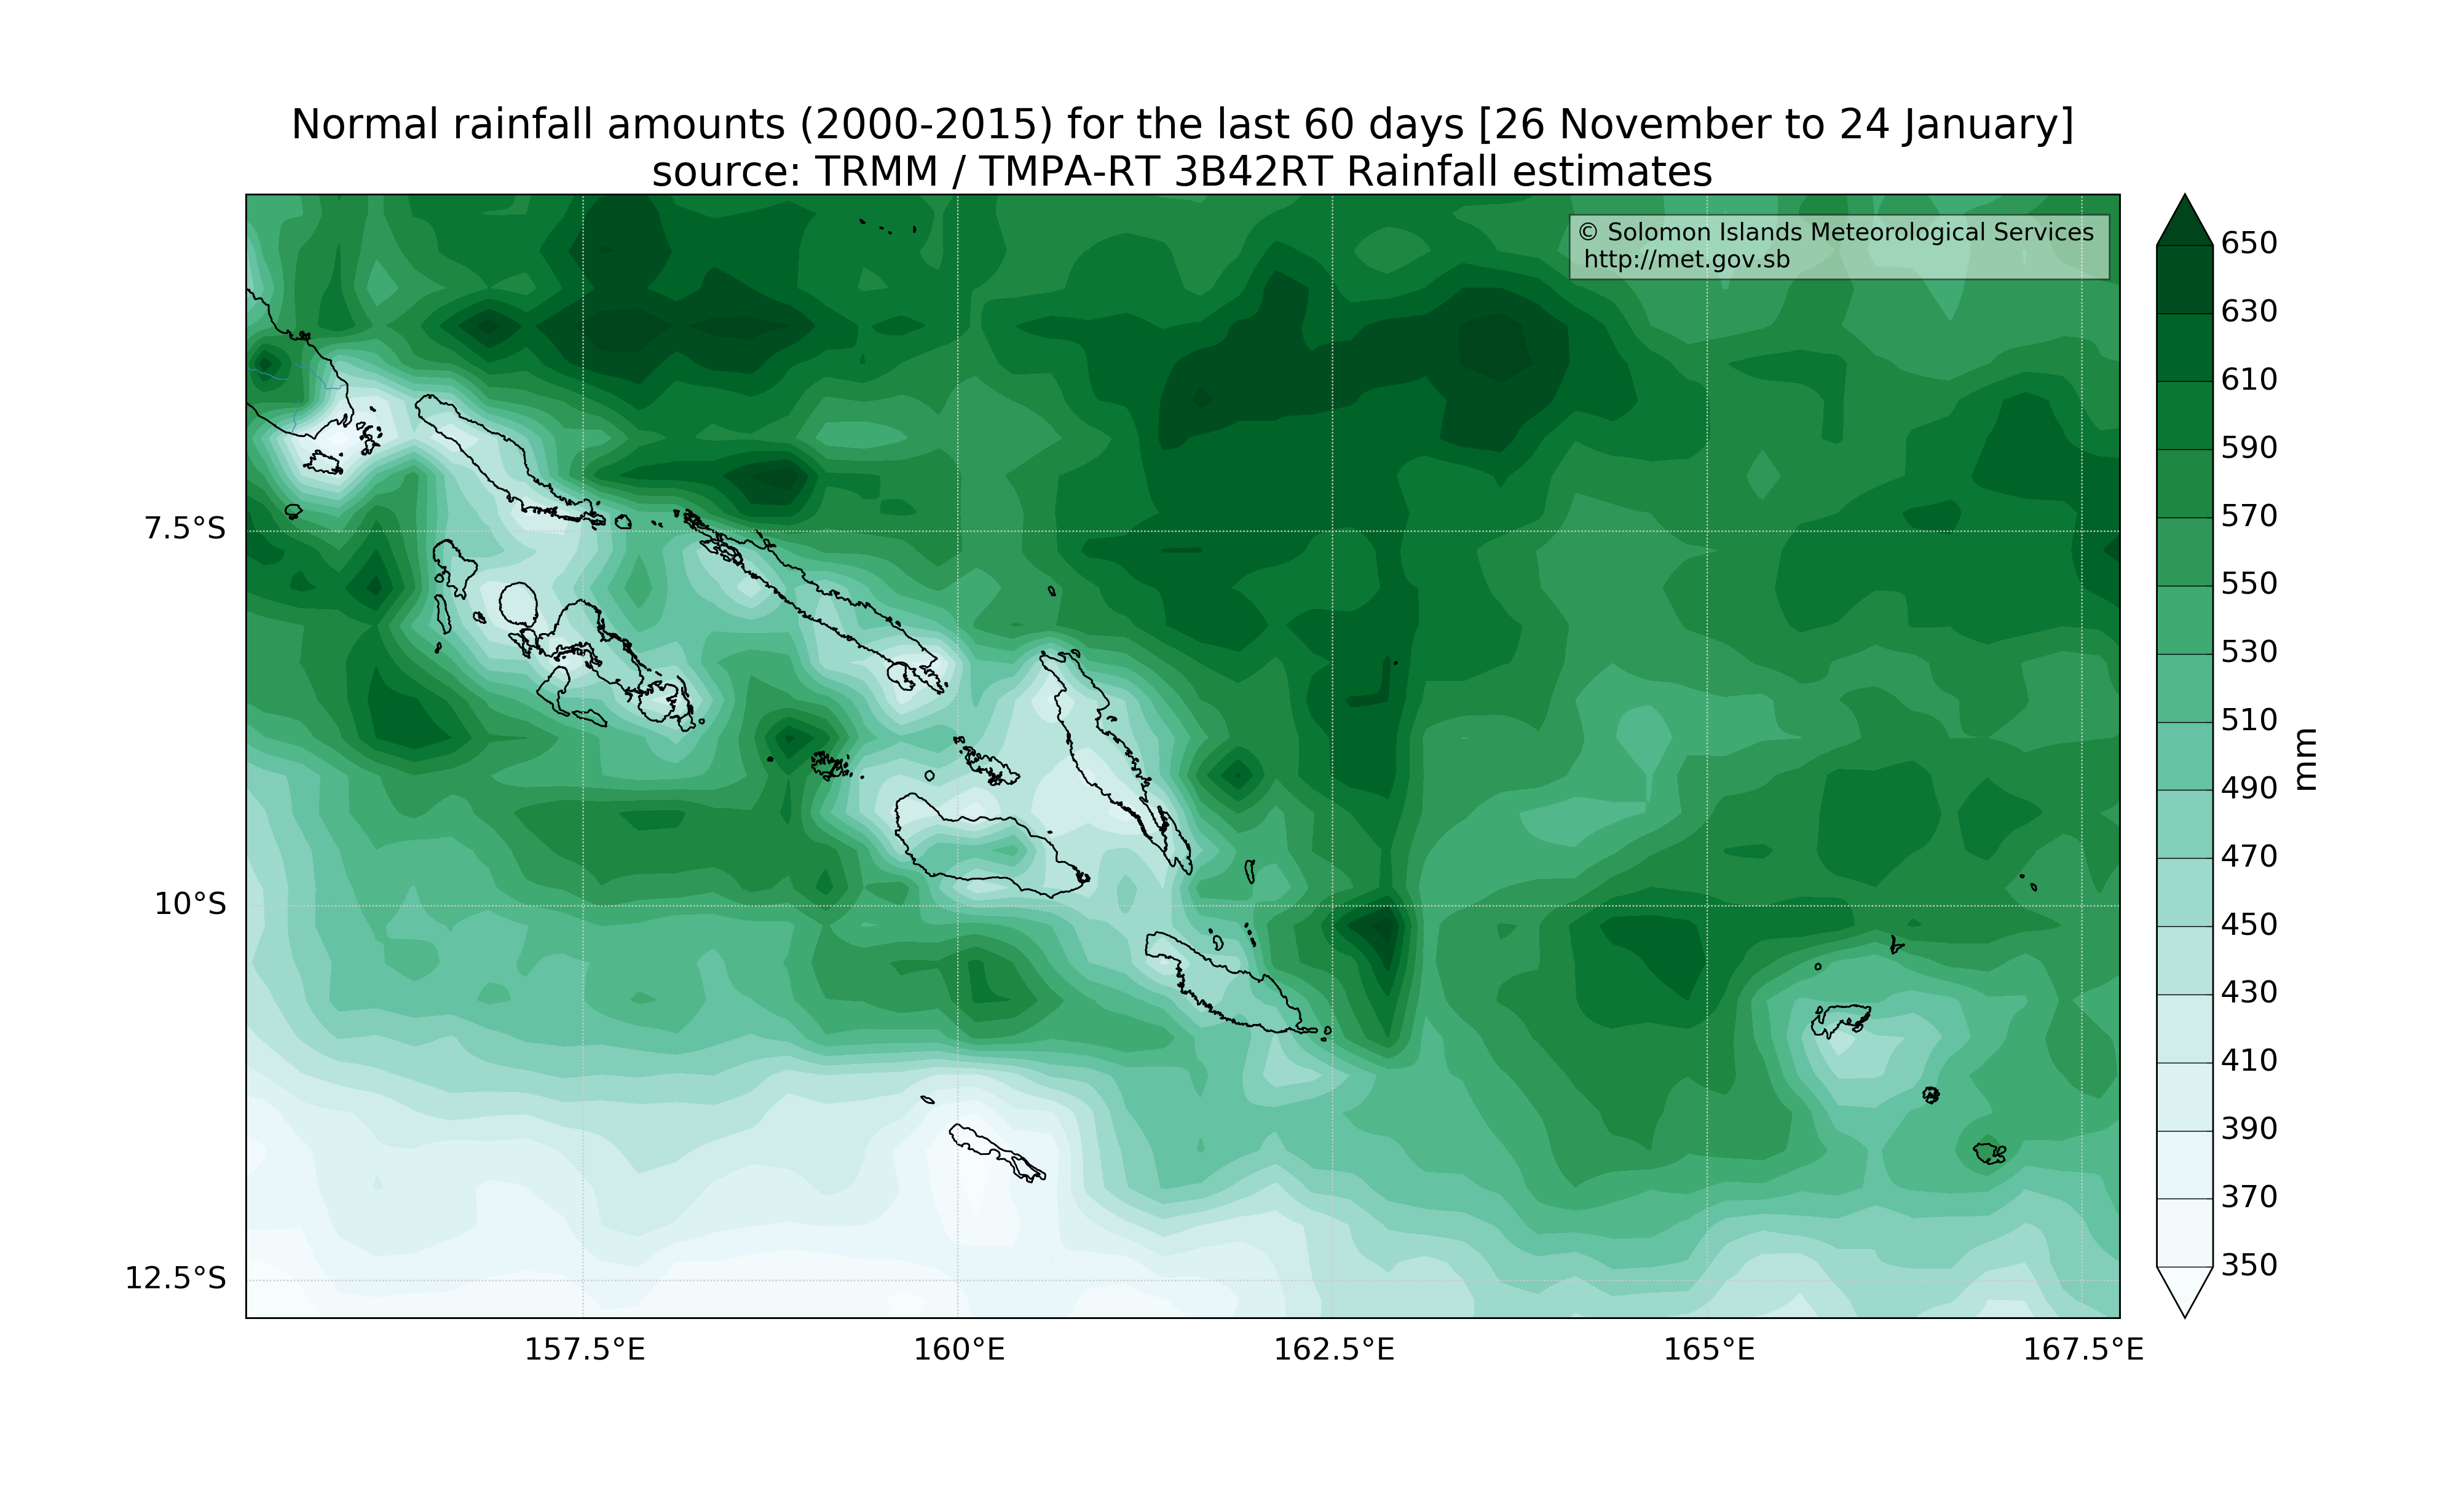 Normal rainfall amounts (2000-2015) for the last 60 days [26 November to 24 January]
source: TRMM / TMPA-RT 3B42RT Rainfall estimates
© Solomon Islands Meteorological Services
http://met.gov.sb
7.5°S
10°S
12.5°S
157.5°E
160°E
162.5°E
165°E
167.5°E
650
630
610
590
570
550
530
510
490
470
450
430
410
390
370
350
mm